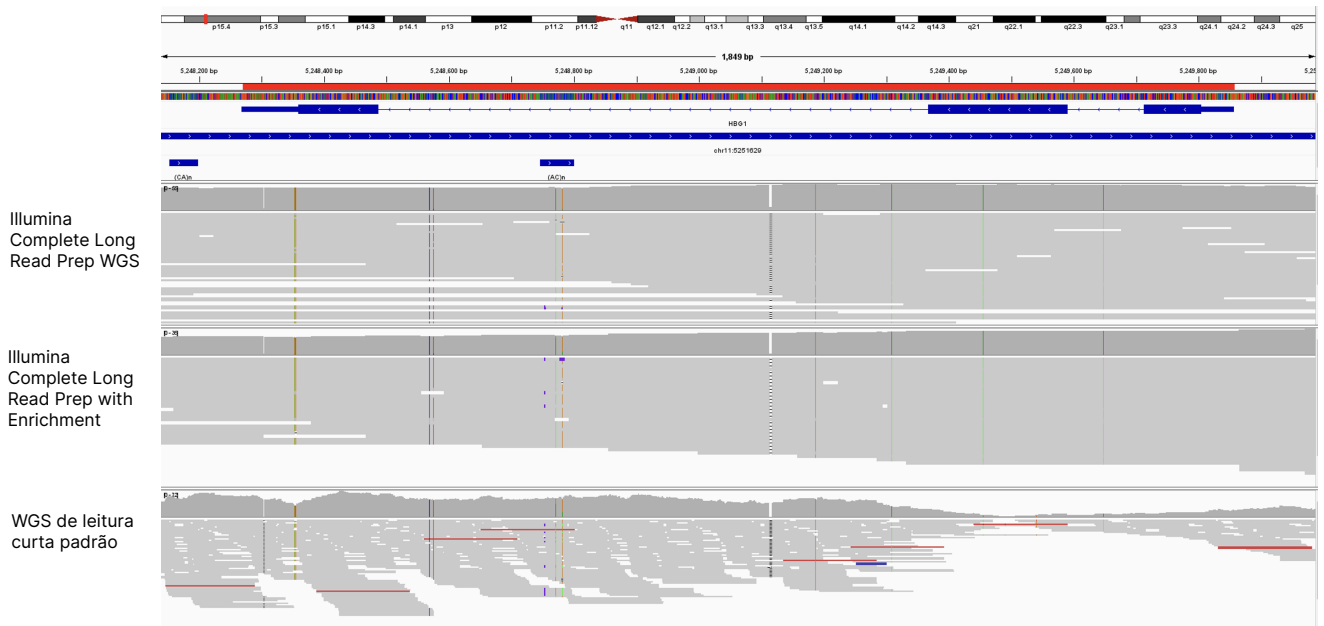 p15.4 p15.3 p15.1 p14.3 p14.1 p13 p12 p11.2 p11.12 q11 q12.1 q12.2 q13.1 q13.3 q13.4 q13.5 q14.1 q14.2 q14.3 q21 q22.1 q22.3 q23.3 q24.1 q24.2 q24.3 q25
1,849 bp
5,248,200 bp 5,248,400 bp 5,248,600 bp 5,248,800 bp 5,249,000 bp 5,249,200 bp 5,249,400 bp 5,249,600 bp 5,249,800 bp 5,25
HBG1
chr11:5251629
(CA)n (AC)n
Illumina
Complete Long
Read Prep WGS
Illumina
Complete Long
Read Prep with
Enrichment
WGS de leitura
curta padrão